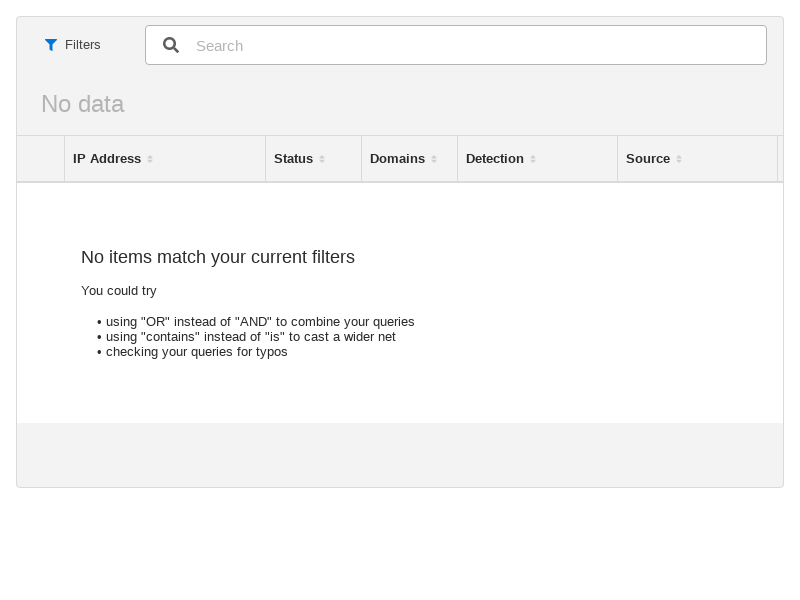 Filters
Search
No data
IP Address Status Domains Detection Source
No items match your current filters
You could try
• using "OR" instead of "AND" to combine your queries
• using "contains" instead of "is" to cast a wider net
• checking your queries for typos